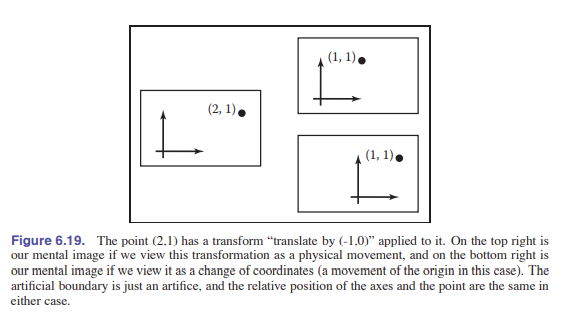 (1, 1)
(2, 1)
(1, 1)
Figure 6.19. The point (2,1) has a transform “translate by (-1,0)” applied to it. On the top right is
our mental image if we view this transformation as a physical movement, and on the bottom right is
our mental image if we view it as a change of coordinates (a movement of the origin in this case). The
artificial boundary is just an artifice, and the relative position of the axes and the point are the same in
either case.